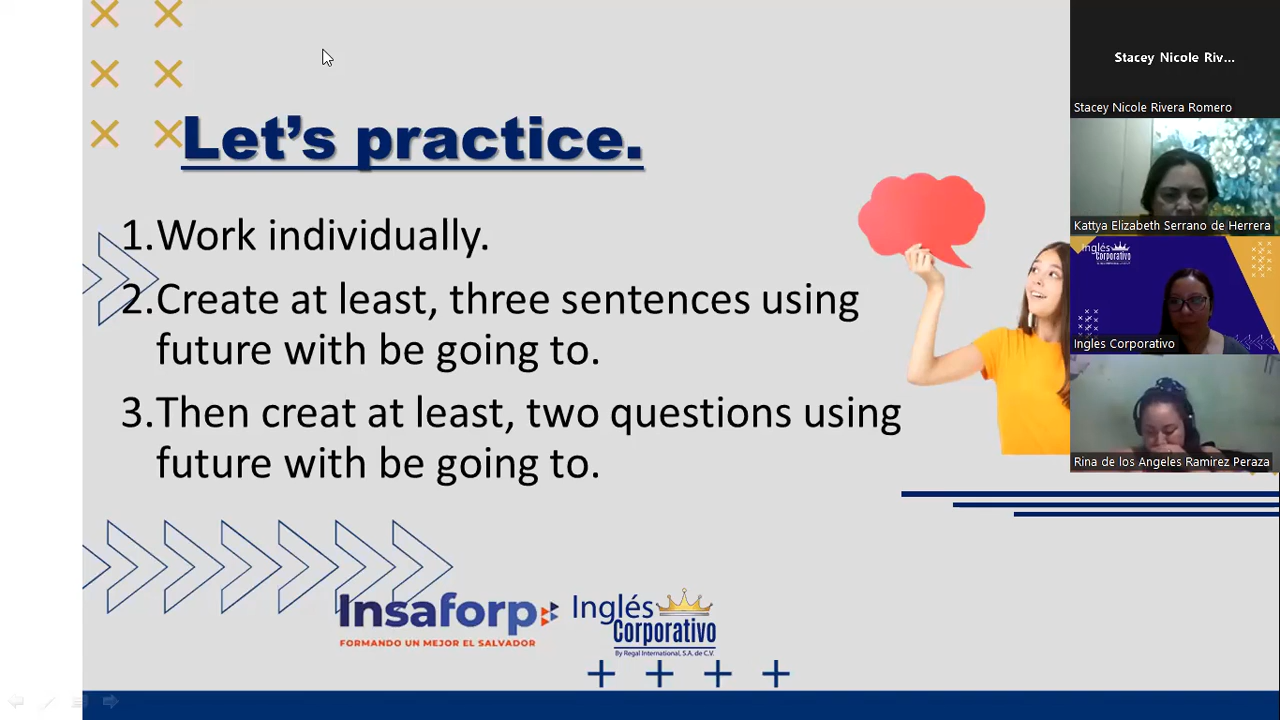 Let's practice.
1.Work individually.
2.Create at least, three sentences using
future with be going to.
3.Then creat at least, two questions using
future with be going to.
Insaforp
FORMANDO UN MEJOR EL SALVADOR
Inglés
Corporativo
By Regal International, S.A. de C.V.
Stacey Nicole Riv...
Stacey Nicole Rivera Romero
Kattya Elizabeth Serrano de Herrera
Inglés
Corporativo
Ingles Corporativo
Rina de los Angeles Ramirez Peraza